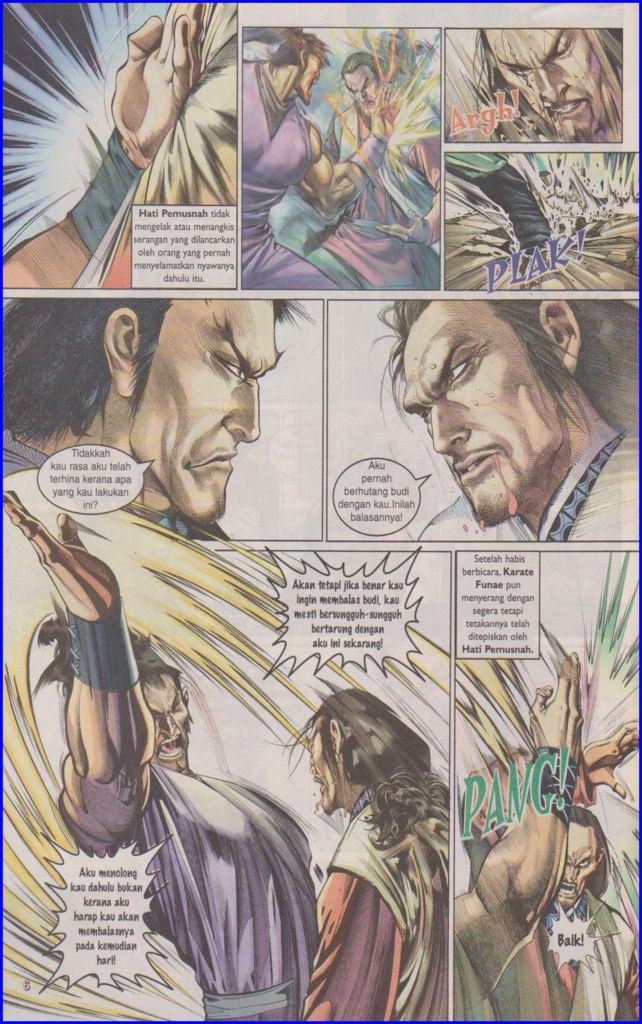 Hati Pemusnah tidak
mengelak atau menangkis
serangan yang dilancarkan
oleh orang yang pernah
menyelamatkan nyawanya
dahulu itu.
Argh!
PLAK!
Tidakkah
kau rasa aku telah
terhina kerana apa
yang kau lakukan
ini?
Aku
pernah
berhutang budi
dengan kau.Inilah
balasannya!
Akan tetapi jika benar kau
ingin membalas budi, kau
mesti bersungguh-sungguh
bertarung dengan
aku ini sekarang!
Aku menolong
kau dahulu bukan
kerana aku
harap kau akan
membalasnya
pada kemudian
hari!
Setelah habis
berbicara, Karate
Funae pun
menyerang dengan
segera tetapi
tetakannya telah
ditepiskan oleh
Hati Pemusnah.
PANG!
Baik!
6